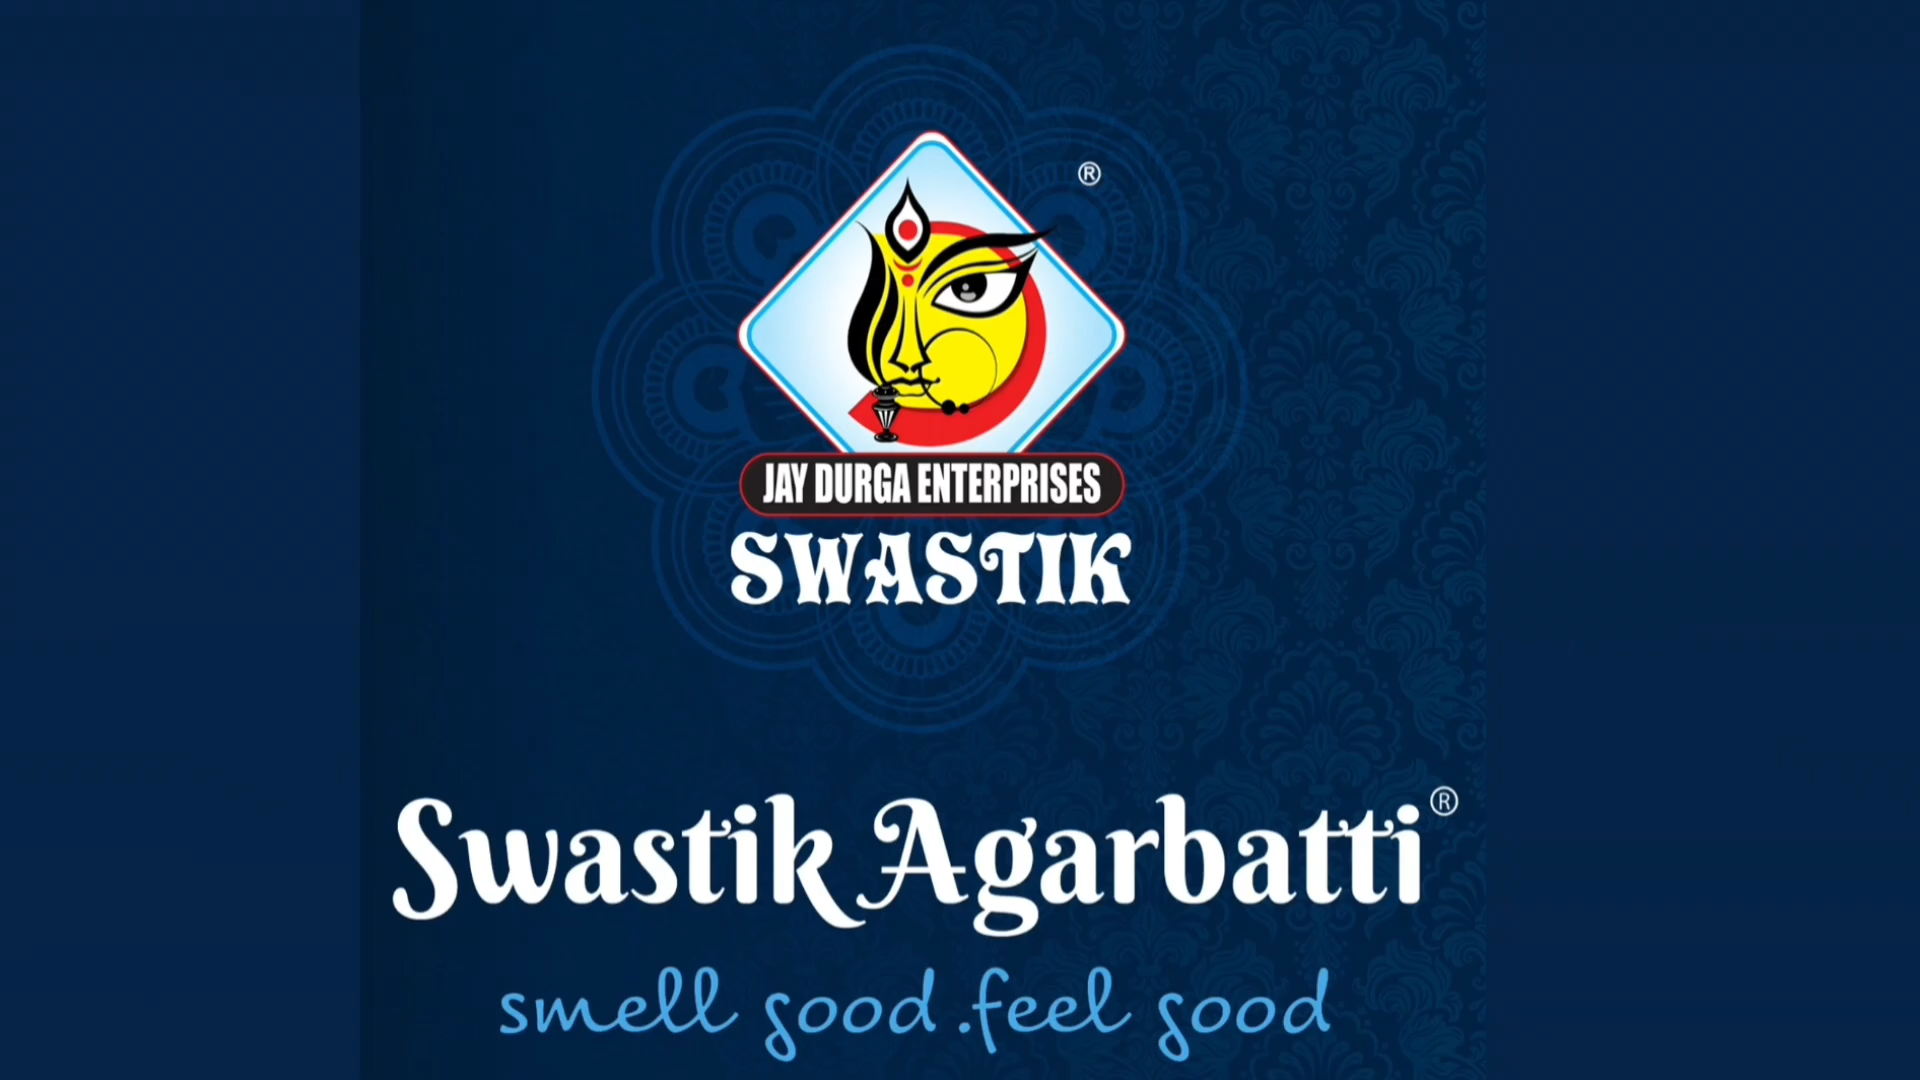 ®
JAY DURGA ENTERPRISES
SWASTIK
Swastik Agarbatti®
smell good.feel good